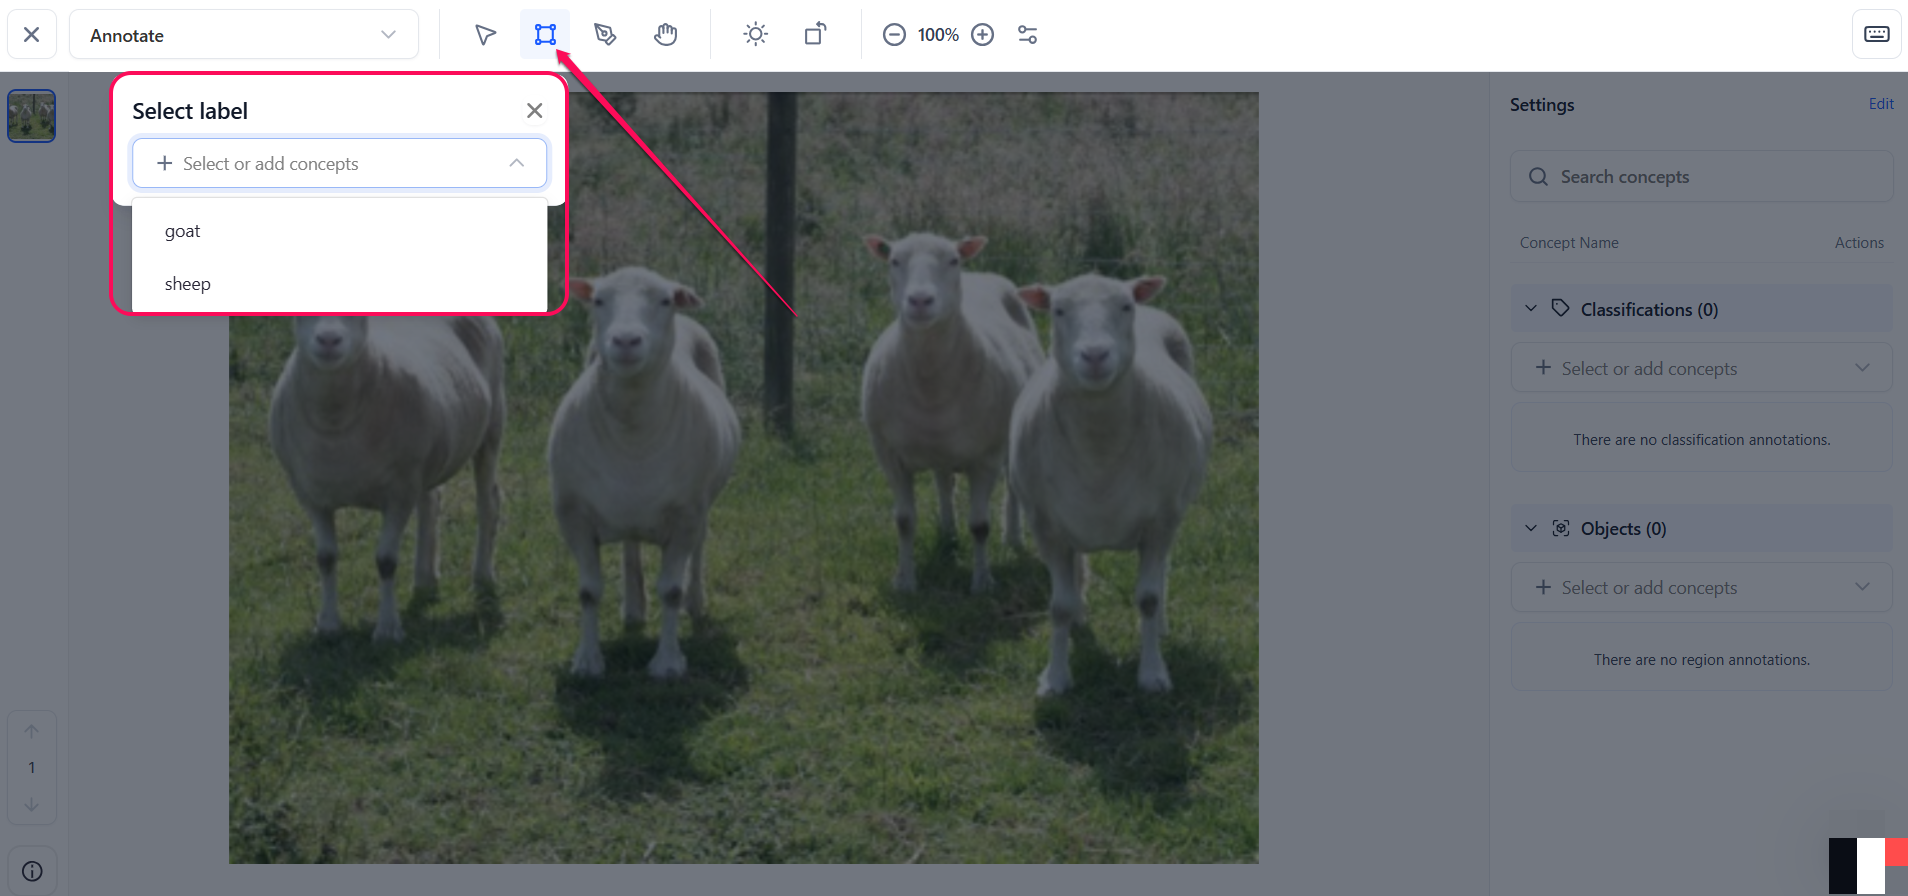 Annotate
100%
Select label
Select or add concepts
goat
sheep
Settings
Edit
Search concepts
Concept Name
Actions
Classifications (0)
Select or add concepts
There are no classification annotations.
Objects (0)
Select or add concepts
There are no region annotations.
1